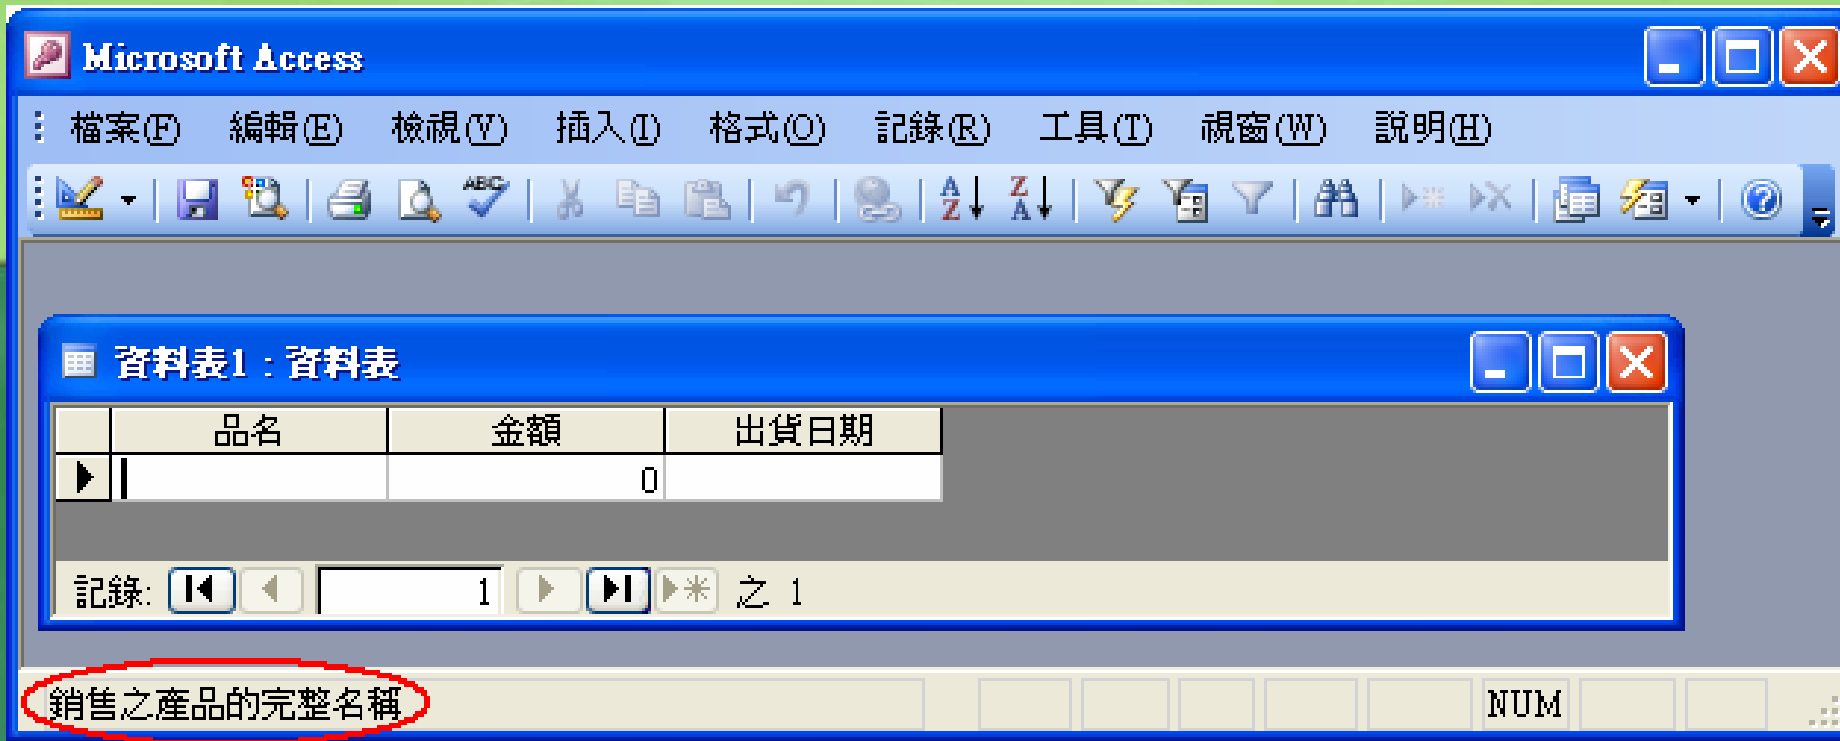 Microsoft Access
檔案(F) 編輯(E) 檢視(V) 插入(I) 格式(O) 記錄(R) 工具(T) 視窗(W) 說明(H)
ABC A Z Z A
資料表1 : 資料表
品名 金額 出貨日期
0
記錄: 1 之 1
銷售之產品的完整名稱 NUM